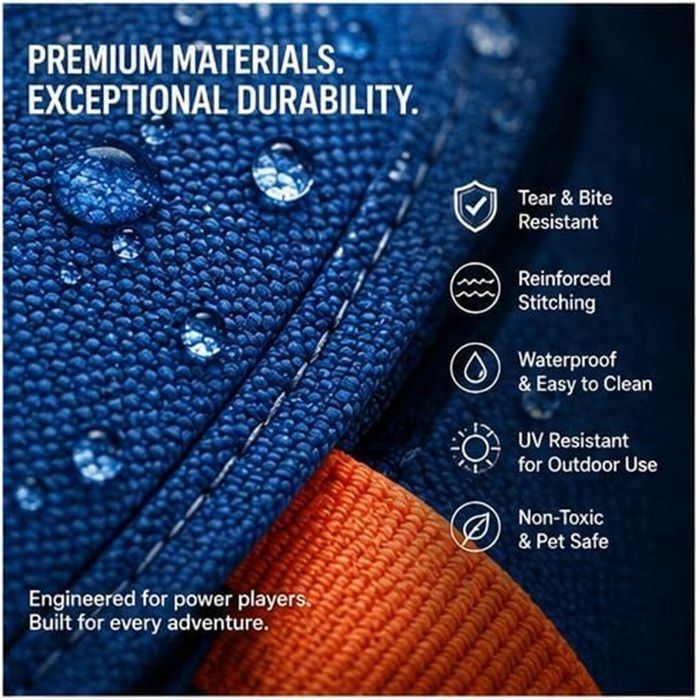 PREMIUM MATERIALS.
EXCEPTIONAL DURABILITY.
Tear & Bite
Resistant
Reinforced
Stitching
Waterproof
& Easy to Clean
UV Resistant
for Outdoor Use
Non-Toxic
& Pet Safe
Engineered for power players.
Built for every adventure.